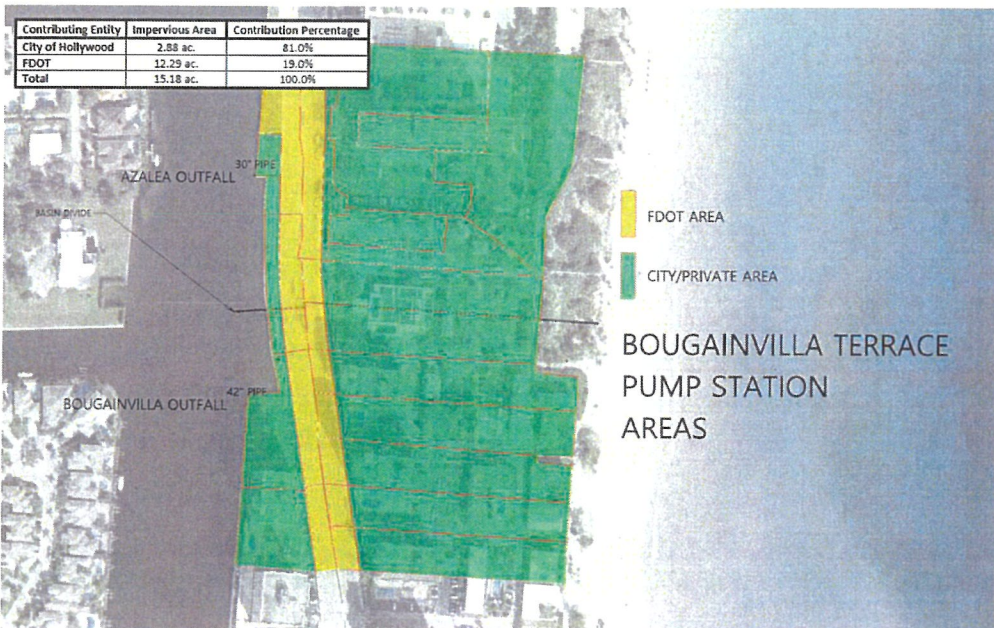 Contributing Entity Impervious Area Contribution Percentage
City of Hollywood 2.88 ac. 81.0%
FDOT 12.29 ac. 19.0%
Total 15.18 ac. 100.0%
30" PIPE
AZALEA OUTFALL
BASIN DIVIDE
FDOT AREA
CITY/PRIVATE AREA
BOUGAINVILLA TERRACE
PUMP STATION
AREAS
42" PIPE
BOUGAINVILLA OUTFALL